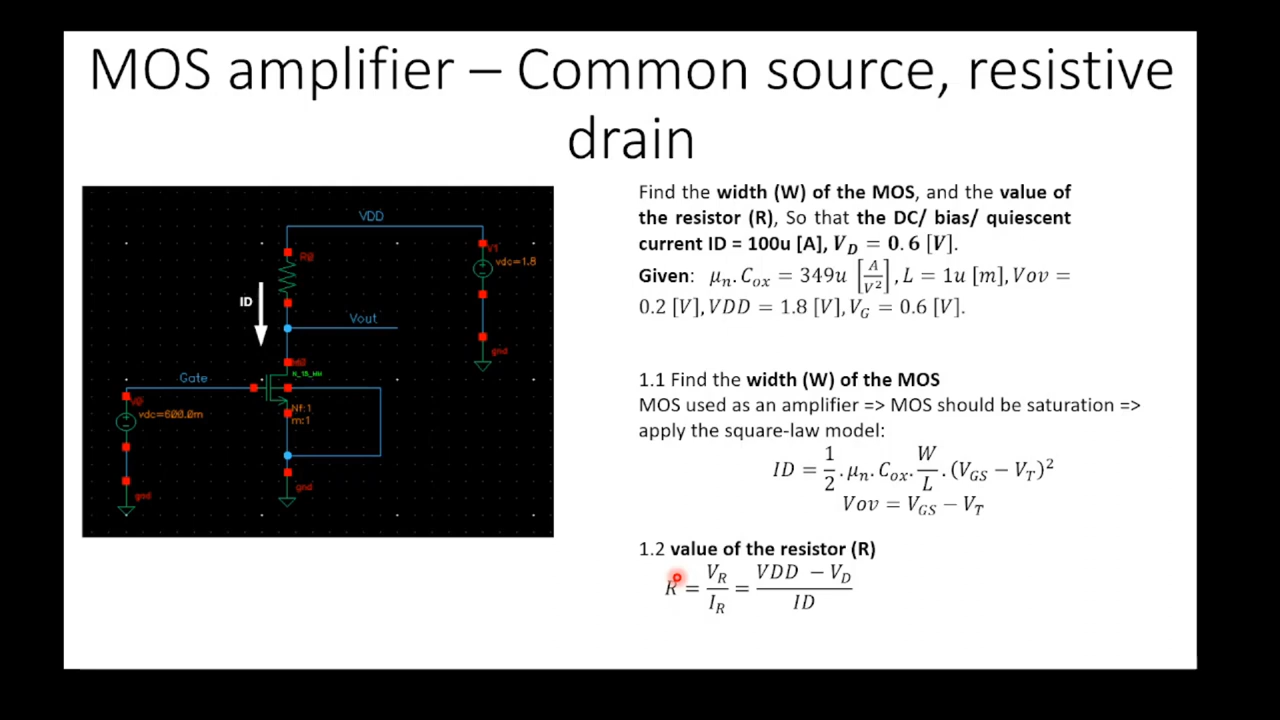 MOS amplifier – Common source, resistive
drain
VDD
R0
V1
vdc=1.8
ID
Vout
gnd
Gate
N_18_MM
V0
vdc=600.0m
Nf:1
m:1
gnd
gnd
Find the width (W) of the MOS, and the value of
the resistor (R), So that the DC/ bias/ quiescent
current ID = 100u [A], V_D = 0.6 [V].
Given: μ_n. C_ox = 349u [A/V²], L = 1u [m], Vov =
0.2 [V], VDD = 1.8 [V], V_G = 0.6 [V].
1.1 Find the width (W) of the MOS
MOS used as an amplifier => MOS should be saturation =>
apply the square-law model:
ID = 1/2 . μ_n. C_ox. W/L . (V_GS − V_T)²
Vov = V_GS − V_T
1.2 value of the resistor (R)
R = V_R/I_R = VDD − V_D/ID